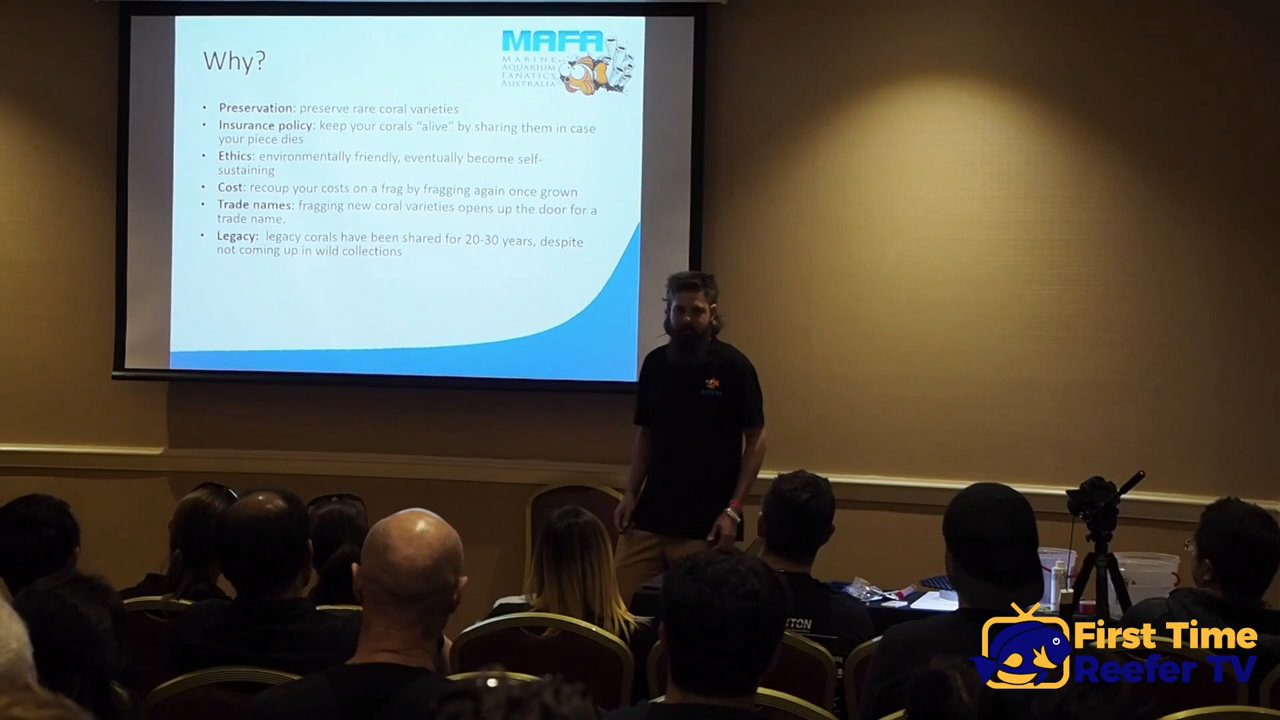 Why?
MAFA
MARINE
AQUARIUM
FANATICS
AUSTRALIA
• Preservation: preserve rare coral varieties
• Insurance policy: keep your corals “alive” by sharing them in case
your piece dies
• Ethics: environmentally friendly, eventually become self-
sustaining
• Cost: recoup your costs on a frag by fragging again once grown
• Trade names: fragging new coral varieties opens up the door for a
trade name.
• Legacy: legacy corals have been shared for 20-30 years, despite
not coming up in wild collections
First Time
Reefer TV